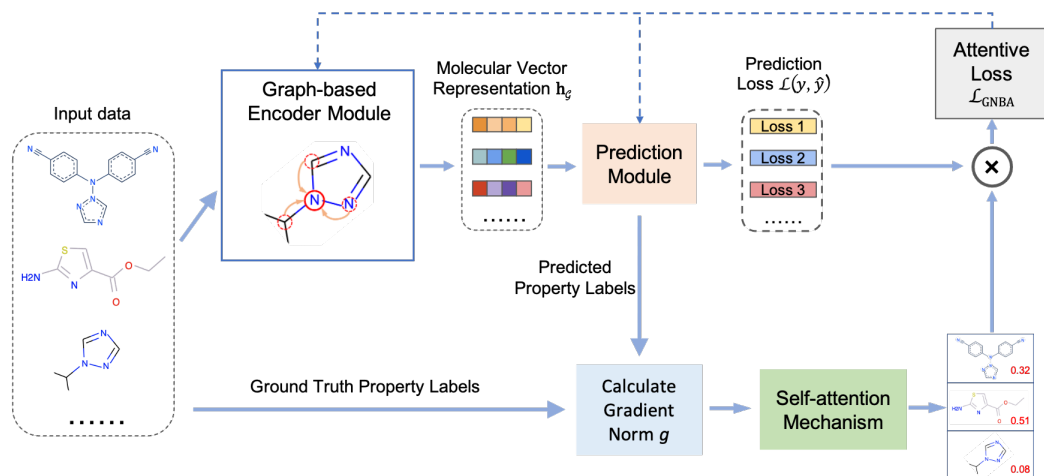 Input data
N
N
N
N
N
N
S
H2N
N
O
O
N
N
N
......
Graph-based
Encoder Module
N
N
N
Molecular Vector
Representation h𝒢
......
Prediction
Module
Prediction
Loss ℒ(y, ŷ)
Loss 1
Loss 2
Loss 3
......
Attentive
Loss
ℒGNBA
×
Predicted
Property Labels
Ground Truth Property Labels
Calculate
Gradient
Norm g
Self-attention
Mechanism
0.32
0.51
0.08